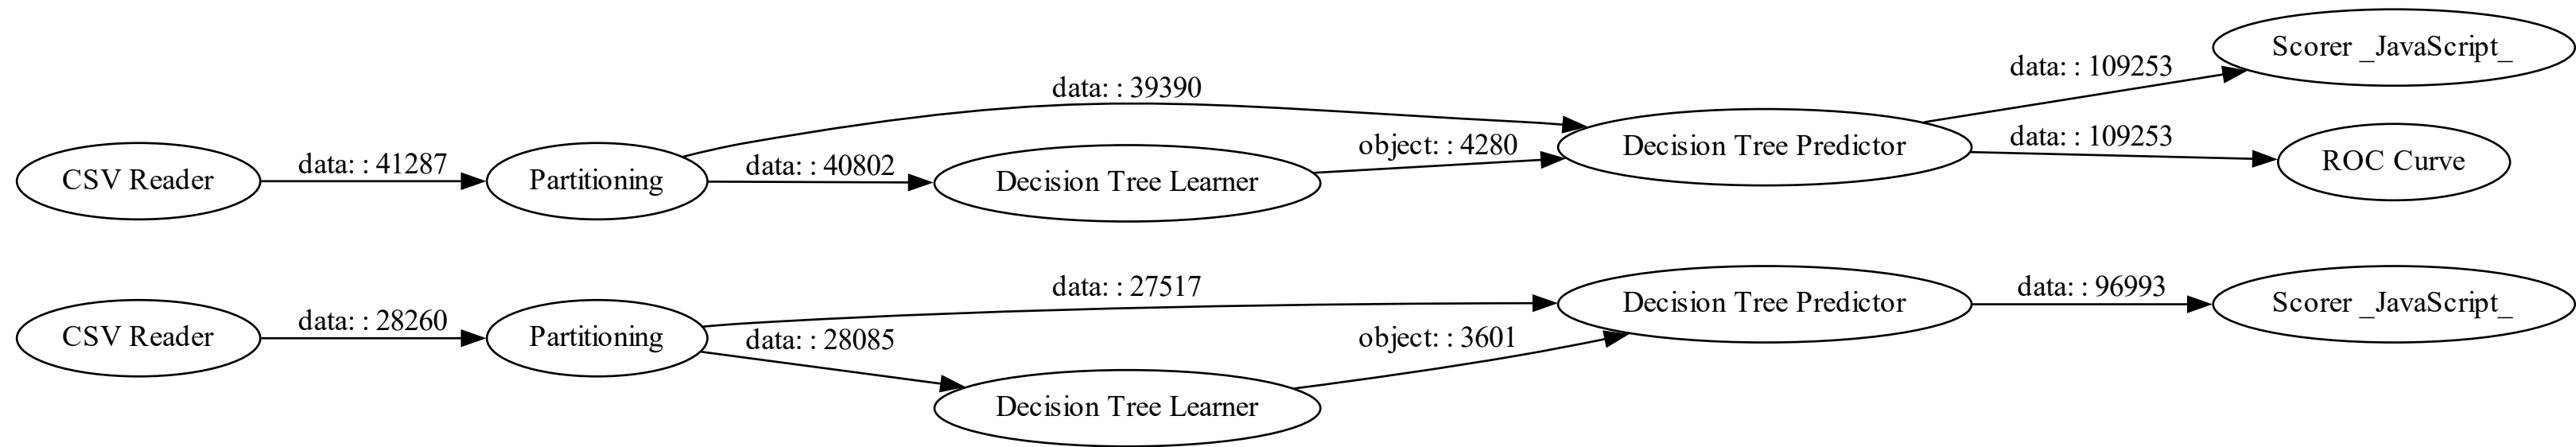 Scorer _JavaScript_
data: : 109253
data: : 39390
data: : 109253
object: : 4280
Decision Tree Predictor
ROC Curve
CSV Reader
data: : 41287
Partitioning
data: : 40802
Decision Tree Learner
data: : 27517
Decision Tree Predictor
data: : 96993
Scorer _JavaScript_
CSV Reader
data: : 28260
Partitioning
data: : 28085
object: : 3601
Decision Tree Learner